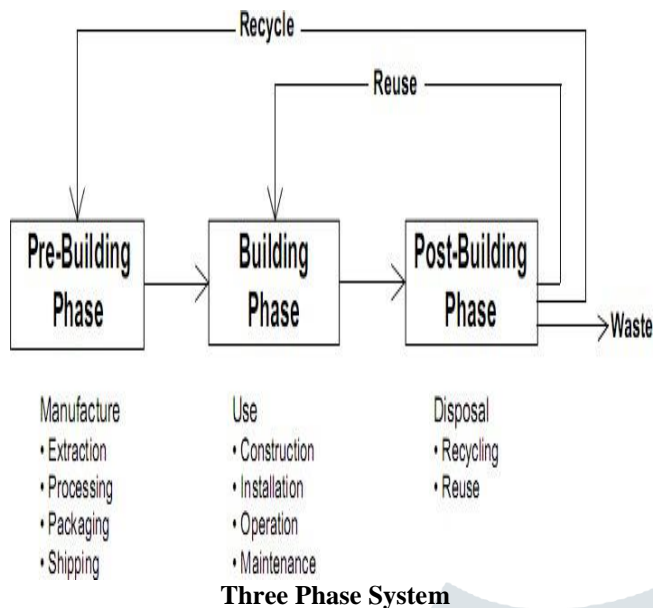 Recycle
Reuse
Pre-Building
Phase
Building
Phase
Post-Building
Phase
Waste
Manufacture
• Extraction
• Processing
• Packaging
• Shipping
Use
• Construction
• Installation
• Operation
• Maintenance
Disposal
• Recycling
• Reuse
Three Phase System